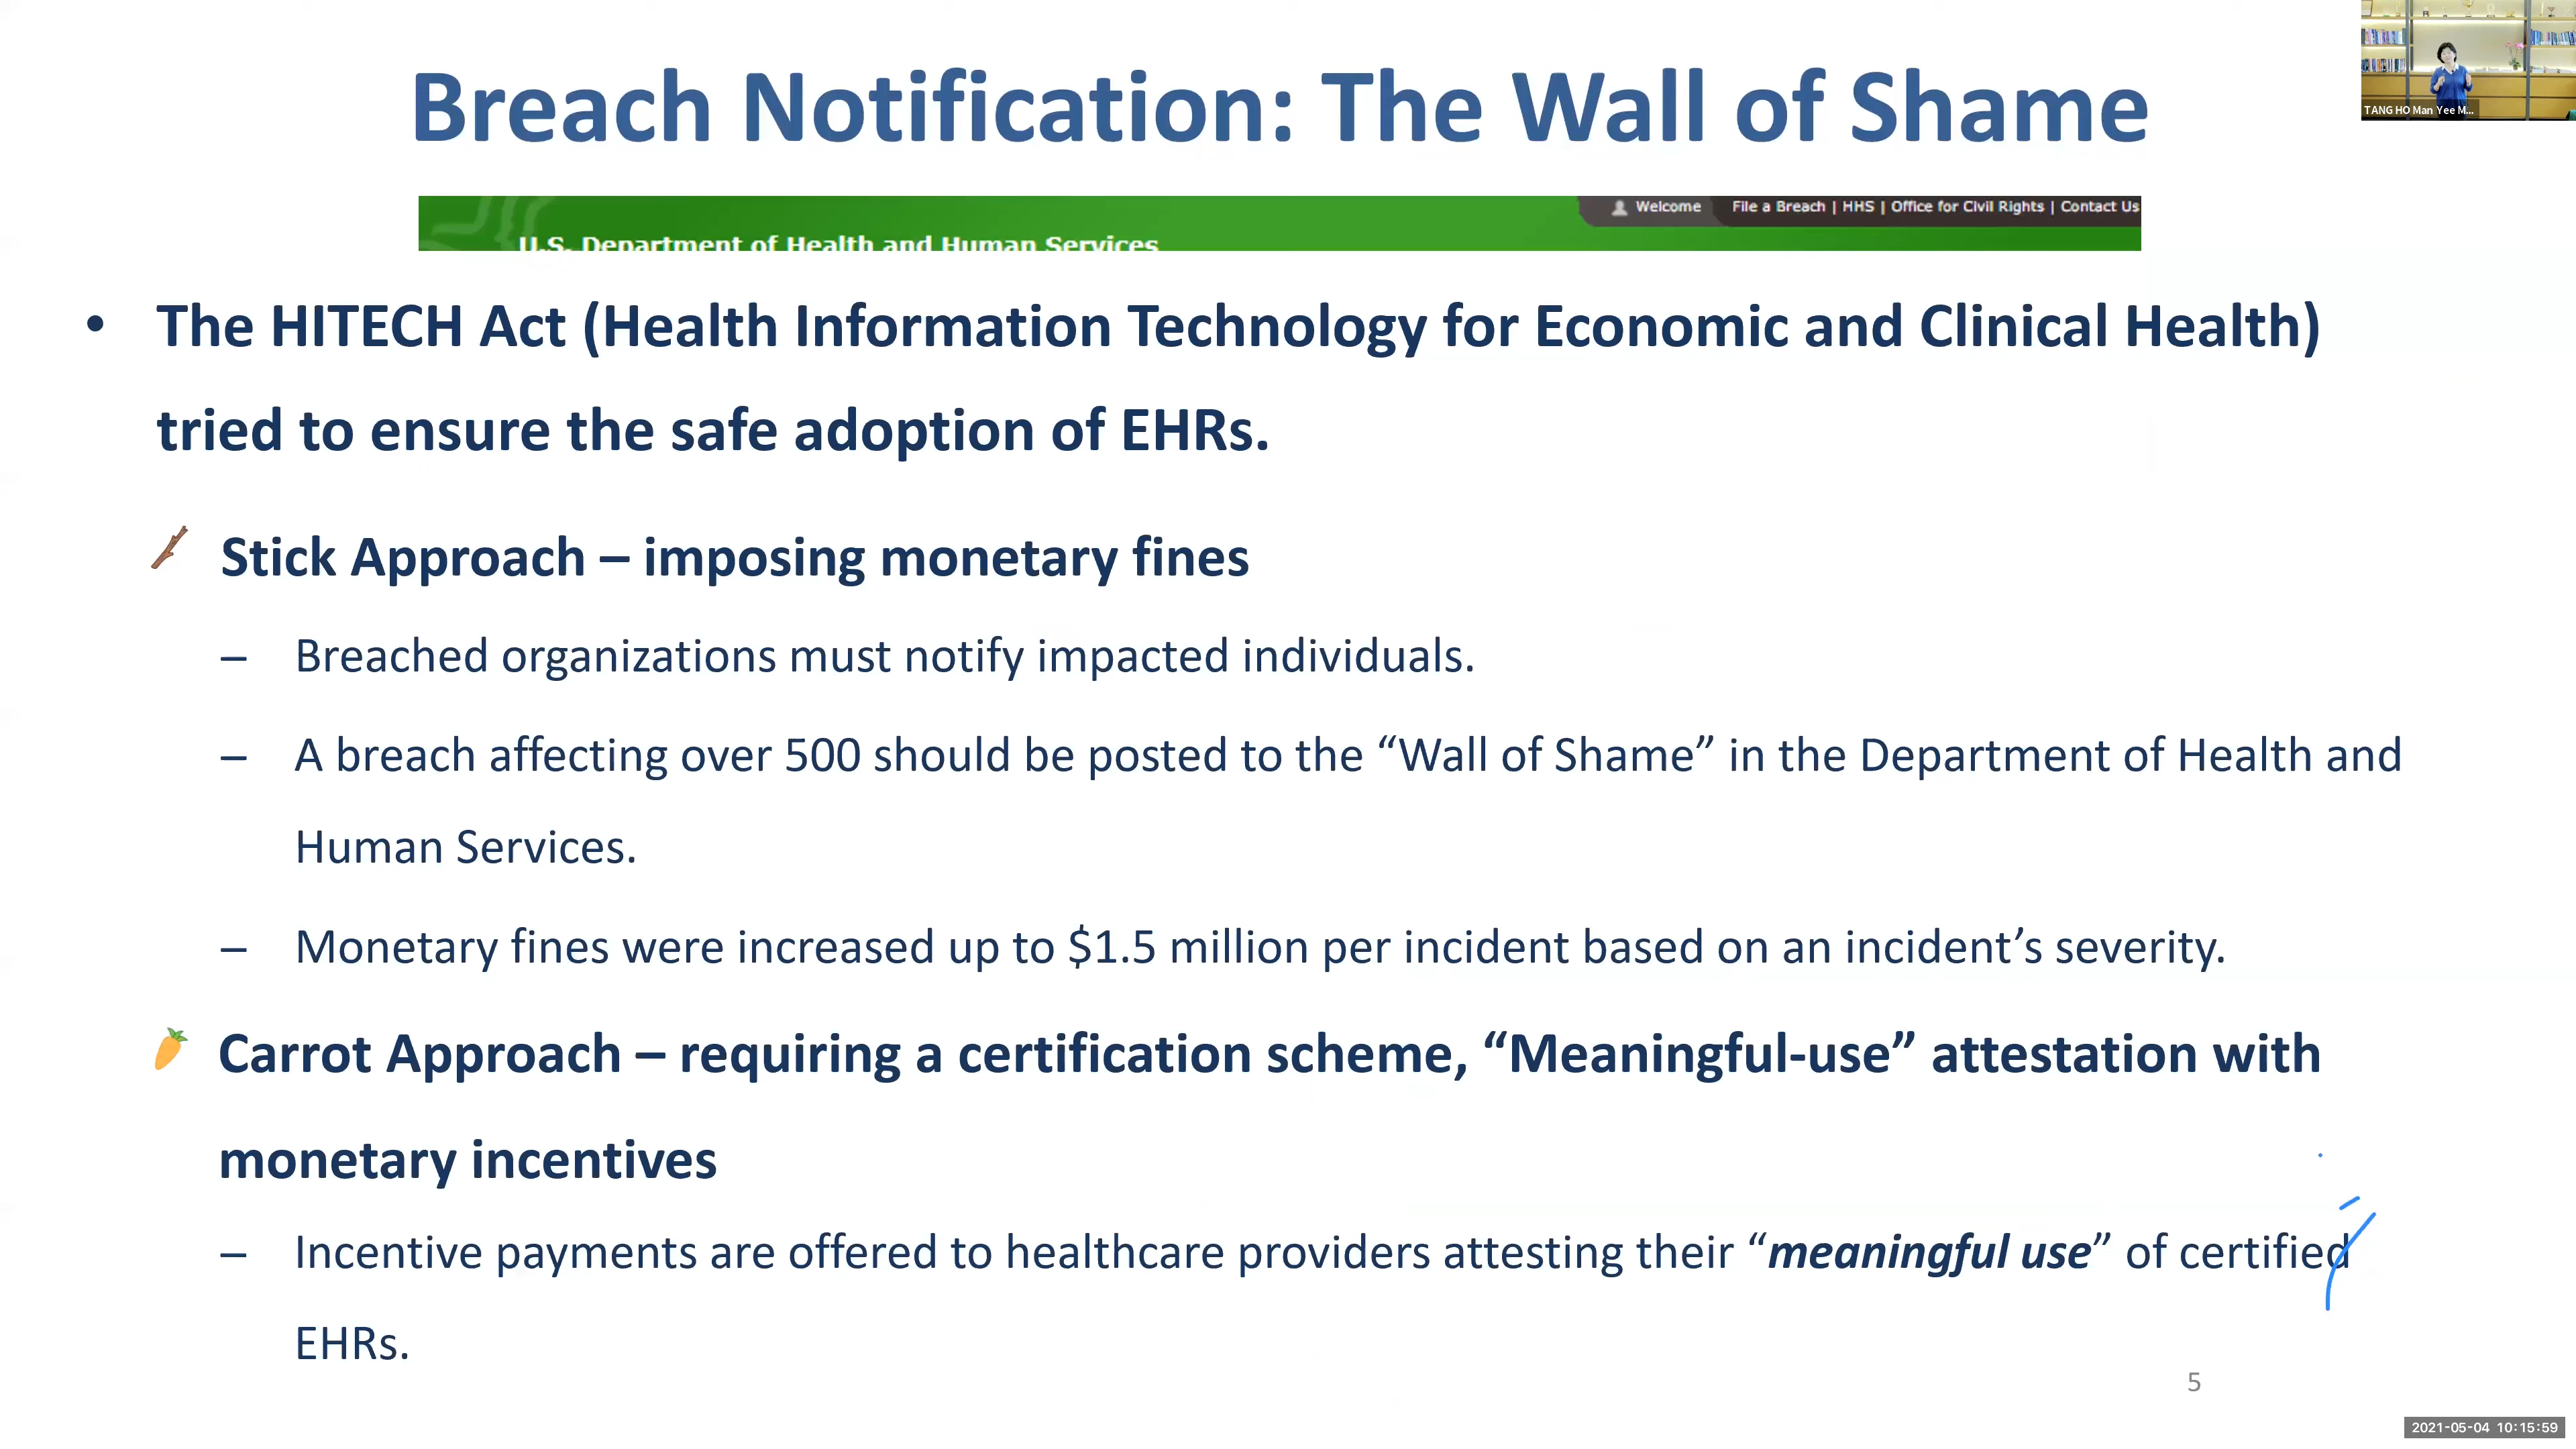 TANG HO Man Yee M...
Breach Notification: The Wall of Shame
Welcome File a Breach | HHS | Office for Civil Rights | Contact Us
U.S. Department of Health and Human Services
• The HITECH Act (Health Information Technology for Economic and Clinical Health)
tried to ensure the safe adoption of EHRs.
Stick Approach – imposing monetary fines
– Breached organizations must notify impacted individuals.
– A breach affecting over 500 should be posted to the “Wall of Shame” in the Department of Health and
Human Services.
– Monetary fines were increased up to $1.5 million per incident based on an incident’s severity.
Carrot Approach – requiring a certification scheme, “Meaningful-use” attestation with
monetary incentives
– Incentive payments are offered to healthcare providers attesting their “meaningful use” of certified
EHRs.
5
2021-05-04 10:15:59